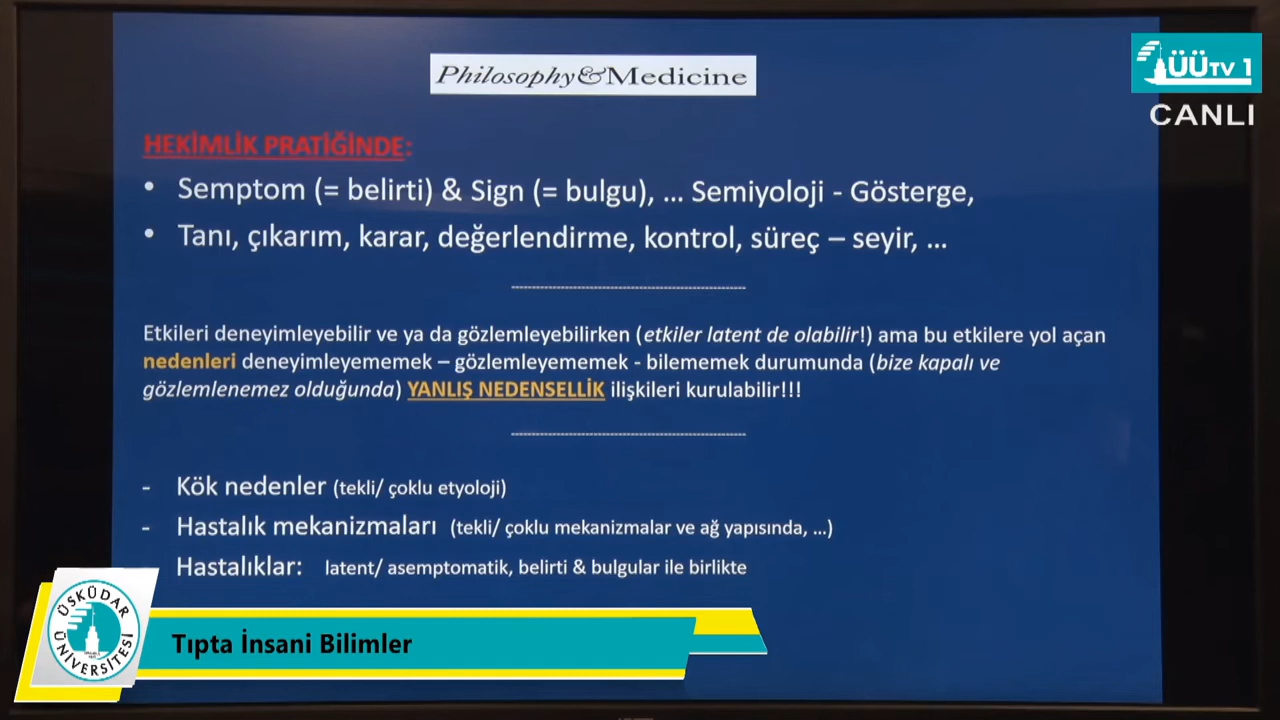 Philosophy&Medicine
ÜÜTV 1
CANLI
HEKİMLİK PRATİĞİNDE:
• Semptom (= belirti) & Sign (= bulgu), ... Semiyoloji - Gösterge,
• Tanı, çıkarım, karar, değerlendirme, kontrol, süreç – seyir, ...
Etkileri deneyimleyebilir ve ya da gözlemleyebilirken (etkiler latent de olabilir!) ama bu etkilere yol açan
nedenleri deneyimleyememek – gözlemleyememek - bilememek durumunda (bize kapalı ve
gözlemlenemez olduğunda) YANLIŞ NEDENSELLİK ilişkileri kurulabilir!!!
- Kök nedenler (tekli/ çoklu etyoloji)
- Hastalık mekanizmaları (tekli/ çoklu mekanizmalar ve ağ yapısında, ...)
Hastalıklar: latent/ asemptomatik, belirti & bulgular ile birlikte
ÜSKÜDAR ÜNİVERSİTESİ
Tıpta İnsani Bilimler